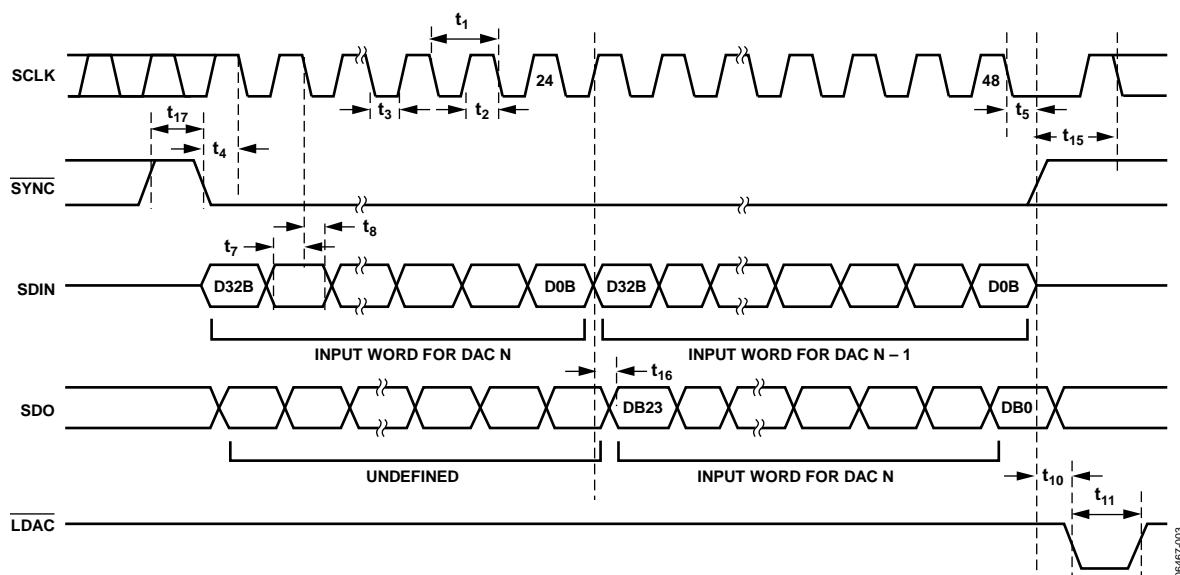 t1
SCLK
24
48
t3
t2
t5
t17
t4
t15
SYNC
t7
t8
SDIN
D32B
D0B
D32B
D0B
INPUT WORD FOR DAC N
INPUT WORD FOR DAC N – 1
t16
SDO
DB23
DB0
UNDEFINED
INPUT WORD FOR DAC N
t10
t11
LDAC
06467-003